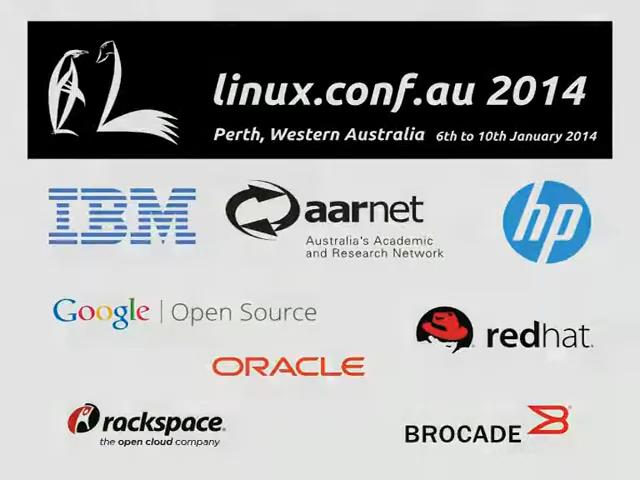 linux.conf.au 2014
Perth, Western Australia 6th to 10th January 2014
IBM
aarnet
Australia's Academic
and Research Network
hp
Google | Open Source
redhat.
ORACLE
rackspace.
the open cloud company
BROCADE